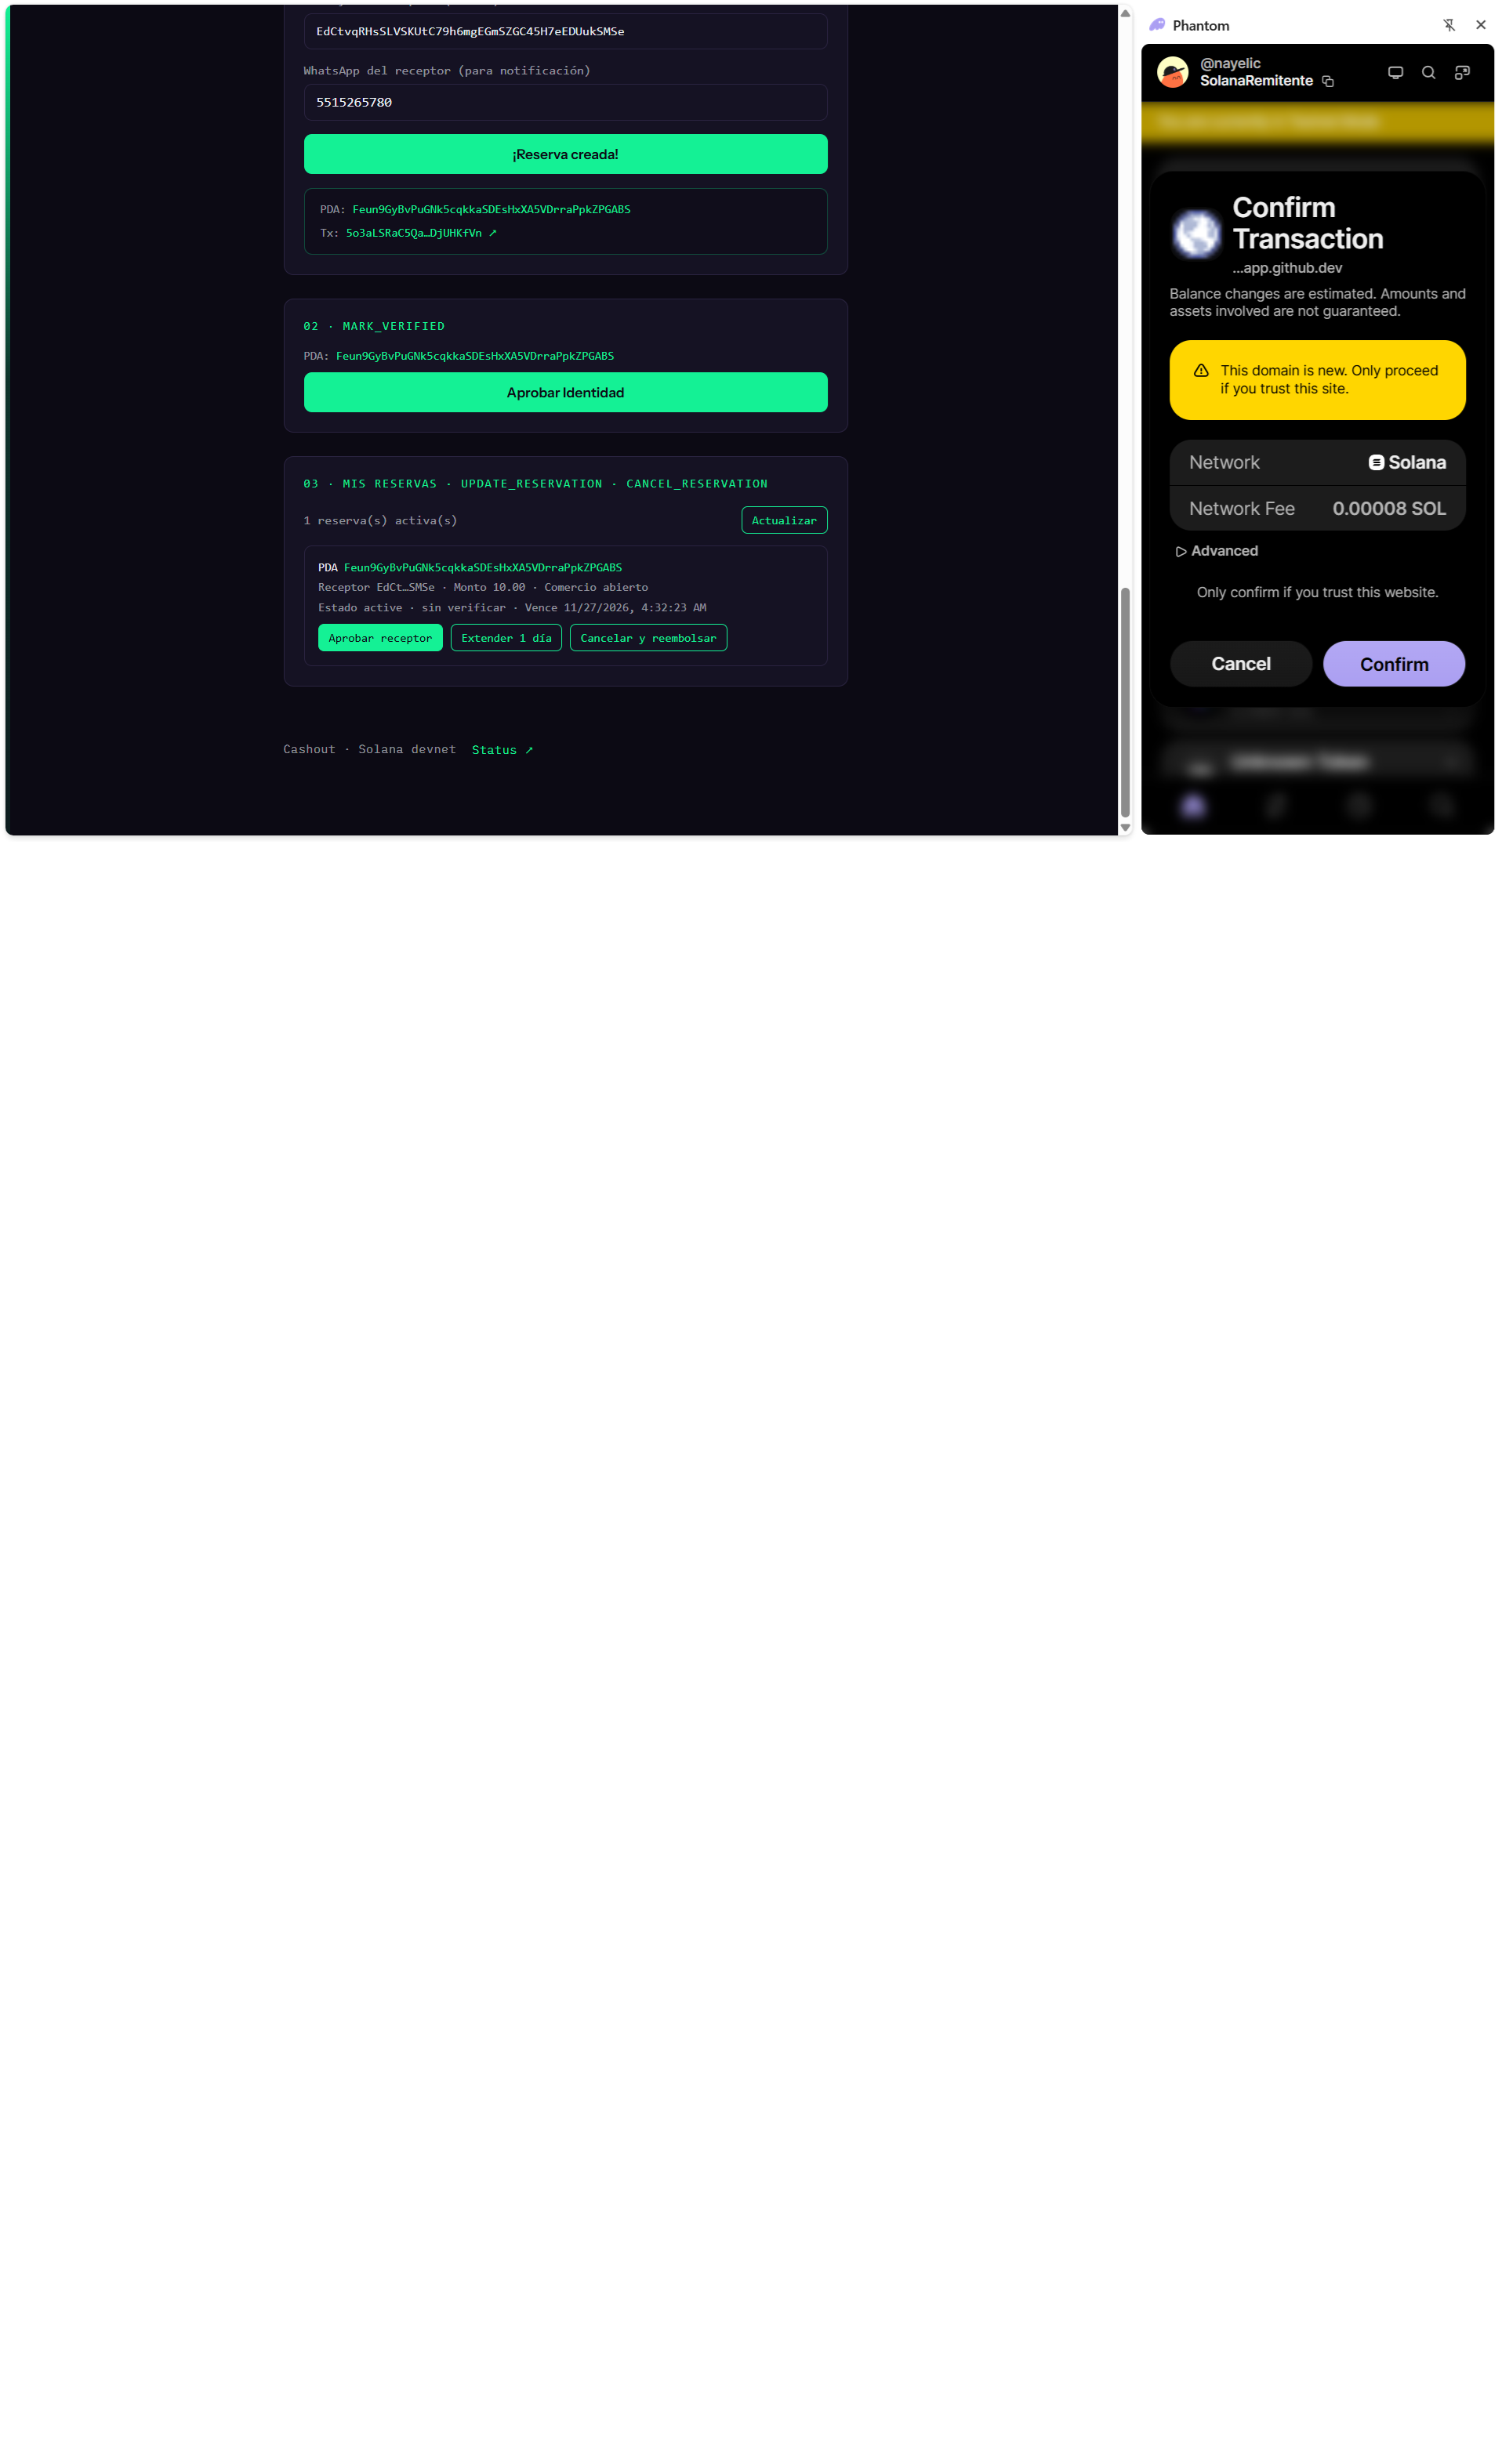 EdCtvqRHsSLVSKUtC79h6mgEGmSZGC45H7eEDUukSMSe
WhatsApp del receptor (para notificación)
5515265780
¡Reserva creada!
PDA: Feun9GyBvPuGNk5cqkkaSDEsHxXA5VDrraPpkZPGABS
Tx: 5o3aLSRaC5Qa…DjUHKfVn ↗
02 · MARK_VERIFIED
PDA: Feun9GyBvPuGNk5cqkkaSDEsHxXA5VDrraPpkZPGABS
Aprobar Identidad
03 · MIS RESERVAS · UPDATE_RESERVATION · CANCEL_RESERVATION
1 reserva(s) activa(s)
Actualizar
PDA Feun9GyBvPuGNk5cqkkaSDEsHxXA5VDrraPpkZPGABS
Receptor EdCt…SMSe · Monto 10.00 · Comercio abierto
Estado active · sin verificar · Vence 11/27/2026, 4:32:23 AM
Aprobar receptor
Extender 1 día
Cancelar y reembolsar
Cashout · Solana devnet Status ↗
Phantom
@nayelic
SolanaRemitente
Confirm
Transaction
...app.github.dev
Balance changes are estimated. Amounts and
assets involved are not guaranteed.
This domain is new. Only proceed
if you trust this site.
Network Solana
Network Fee 0.00008 SOL
Advanced
Only confirm if you trust this website.
Cancel
Confirm
Unknown Token